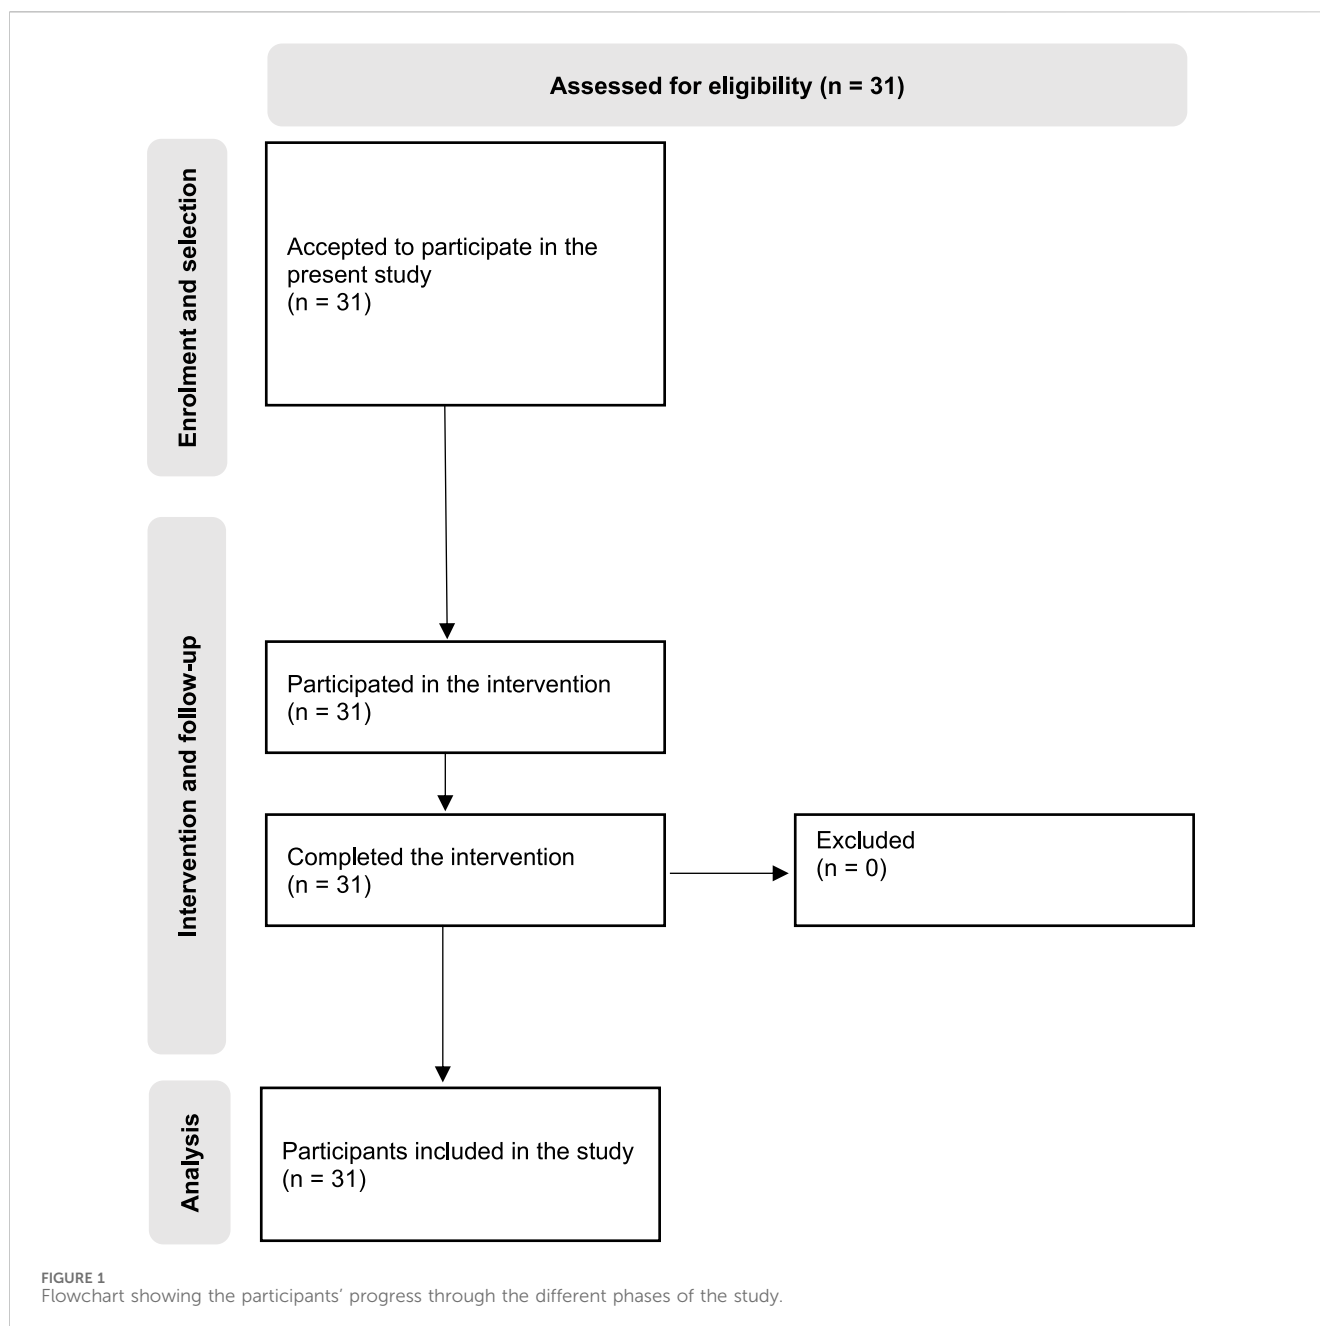 Assessed for eligibility (n = 31)
Enrolment and selection
Accepted to participate in the
present study
(n = 31)
Intervention and follow-up
Participated in the intervention
(n = 31)
Completed the intervention
(n = 31)
Excluded
(n = 0)
Analysis
Participants included in the study
(n = 31)
FIGURE 1
Flowchart showing the participants’ progress through the different phases of the study.